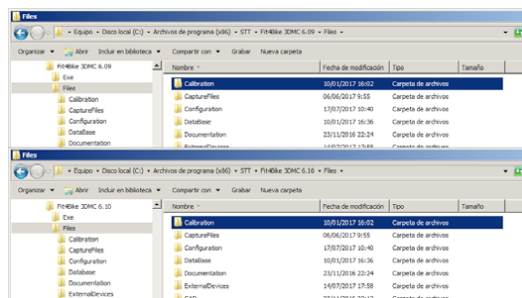 Files
Equipo Disco local (C:) Archivos de programa (x86) STT Fit4Bike 3DMC 6.09 Files
Organizar Abrir Incluir en biblioteca Compartir con Grabar Nueva carpeta
Fit4Bike 3DMC 6.09
Exe
Files
Calibration
CaptureFiles
Configuration
DataBase
Documentation
Nombre Fecha de modificación Tipo Tamaño
Calibration 10/01/2017 16:02 Carpeta de archivos
CaptureFiles 06/06/2017 9:55 Carpeta de archivos
Configuration 17/07/2017 10:40 Carpeta de archivos
DataBase 10/01/2017 16:36 Carpeta de archivos
Documentation 23/11/2016 22:24 Carpeta de archivos
ExternalDevices 14/07/2017 17:58 Carpeta de archivos
Files
Equipo Disco local (C:) Archivos de programa (x86) STT Fit4Bike 3DMC 6.10 Files
Organizar Abrir Incluir en biblioteca Compartir con Grabar Nueva carpeta
Fit4Bike 3DMC 6.10
Exe
Files
Calibration
CaptureFiles
Configuration
Database
Documentation
ExternalDevices
Nombre Fecha de modificación Tipo Tamaño
Calibration 10/01/2017 16:02 Carpeta de archivos
CaptureFiles 06/06/2017 9:55 Carpeta de archivos
Configuration 17/07/2017 10:40 Carpeta de archivos
DataBase 10/01/2017 16:36 Carpeta de archivos
Documentation 23/11/2016 22:24 Carpeta de archivos
ExternalDevices 14/07/2017 17:58 Carpeta de archivos